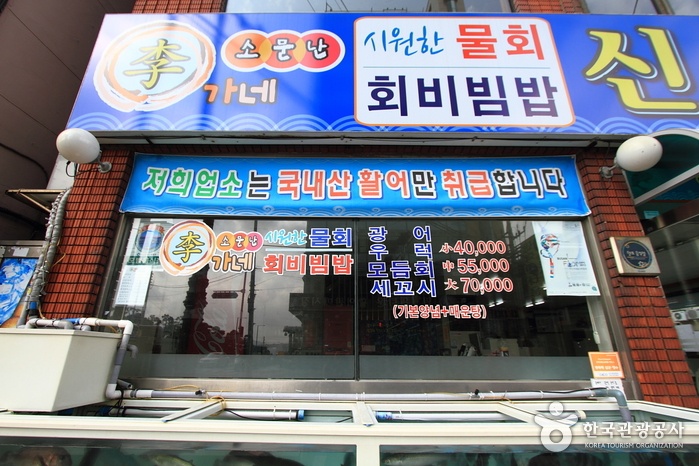 李 소문난 가네
시원한 물회
회비빔밥
신
저희업소는 국내산 활어만 취급합니다
李 소문난 가네
시원한 물회
회비빔밥
광어
우럭
모듬회
세꼬시
小 40,000
中 55,000
大 70,000
(기본양념+매운탕)
한국관광공사
KOREA TOURISM ORGANIZATION